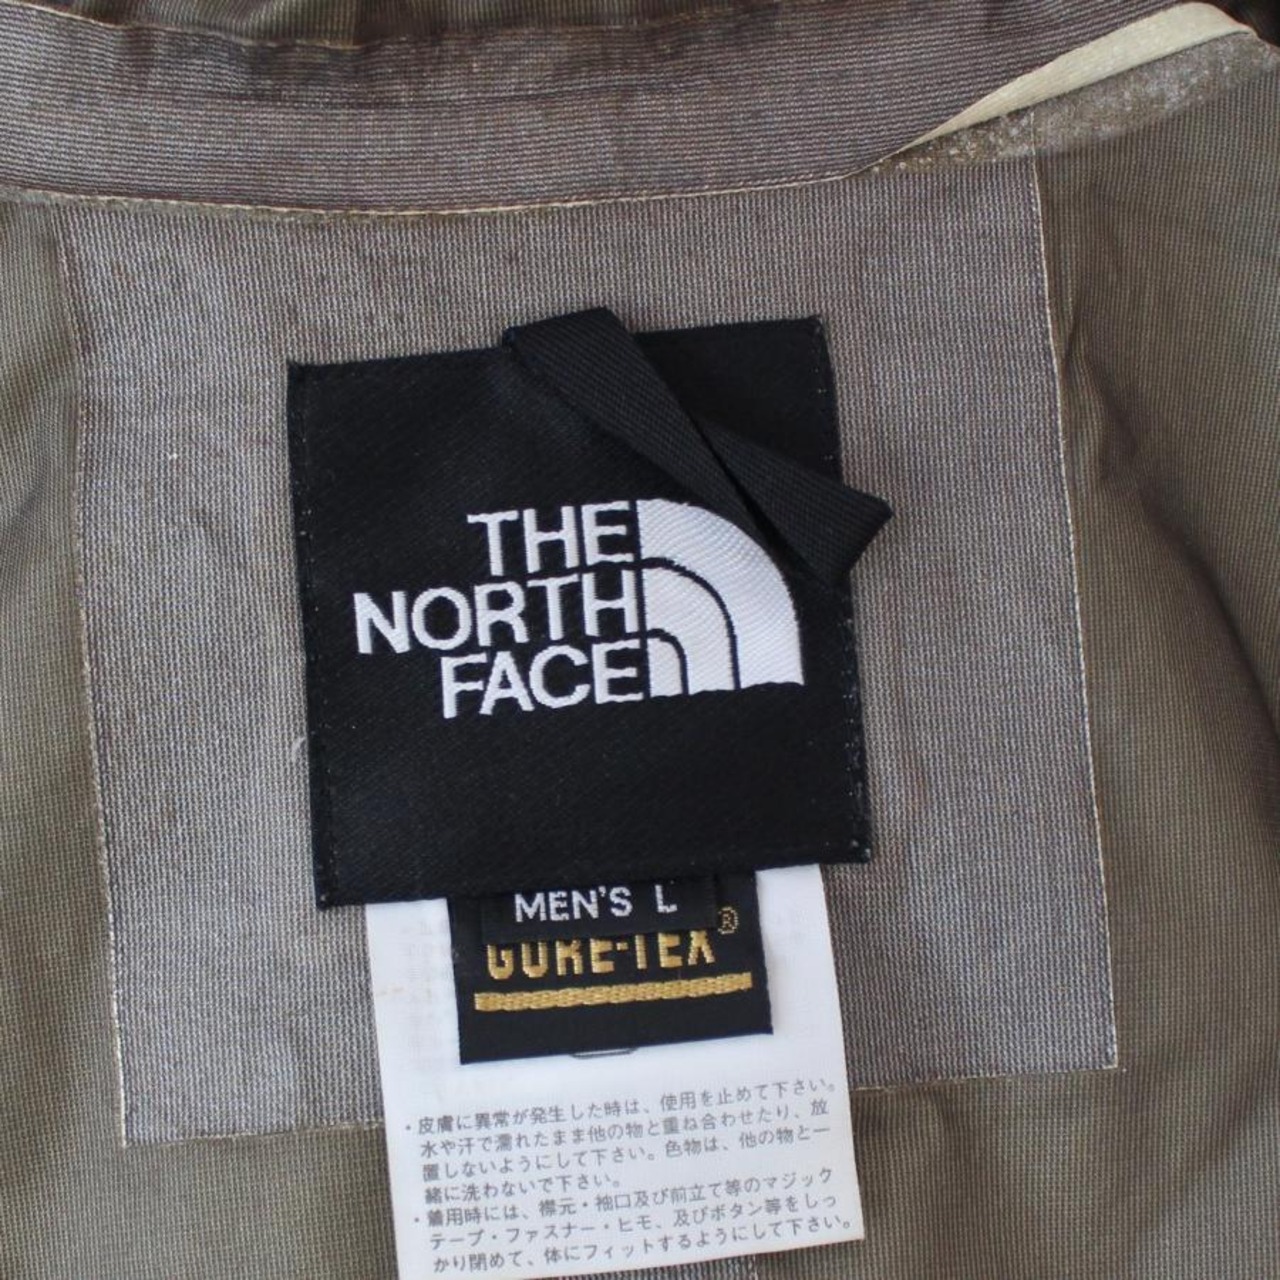 THE
NORTH
FACE
MEN'S L
GORE-TEX®
・皮膚に異常が発生した時は、使用を止めて下さい。
水や汗で濡れたまま他の物と重ね合わせたり、放
置しないようにして下さい。色物は、他の物と一
緒に洗わないで下さい。
・着用時には、襟元・袖口及び前立て等のマジック
テープ・ファスナー・ヒモ、及びボタン等をしっ
かり閉めて、体にフィットするようにして下さい。